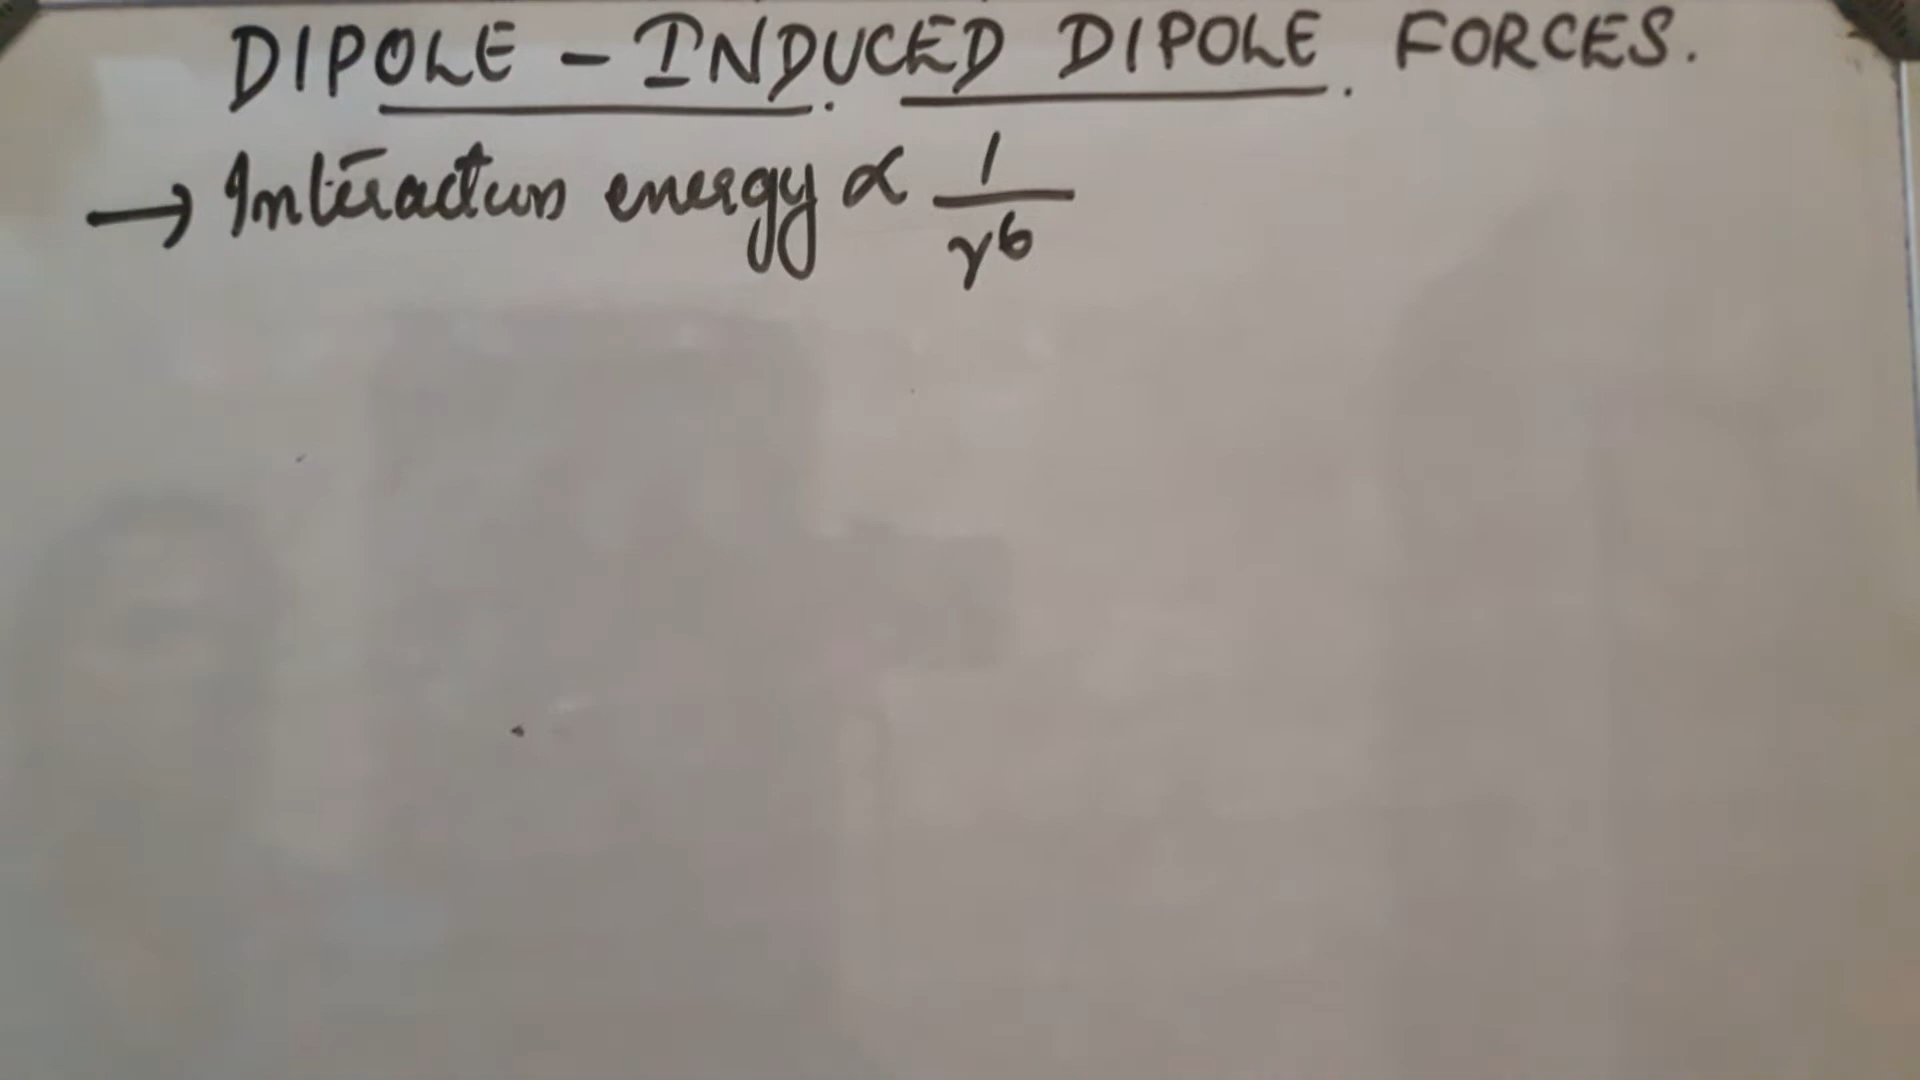 DIPOLE - INDUCED DIPOLE FORCES.
→ Interaction energy ∝ 1/r⁶